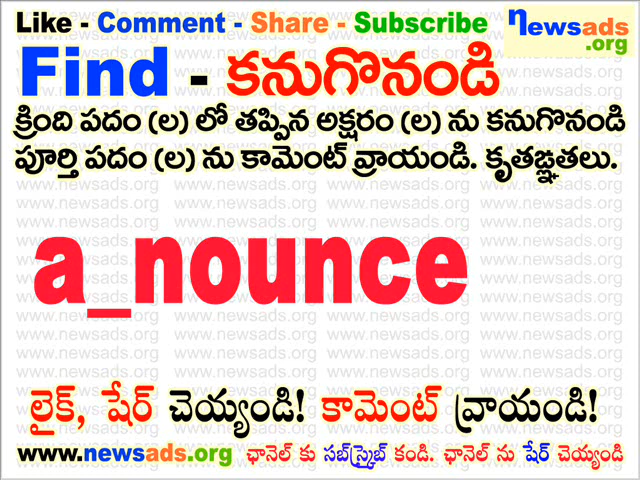 Like - Comment - Share - Subscribe
newsads
.org
Find - కనుగొనండి
క్రింది పదం (ల) లో తప్పిన అక్షరం (ల) ను కనుగొనండి
పూర్తి పదం (ల) ను కామెంట్ వ్రాయండి. కృతఙ్ఞతలు.
a_nounce
లైక్, షేర్ చెయ్యండి! కామెంట్ వ్రాయండి!
www.newsads.org ఛానెల్ కు సబ్‌స్క్రైబ్ కండి. ఛానెల్ ను షేర్ చెయ్యండి